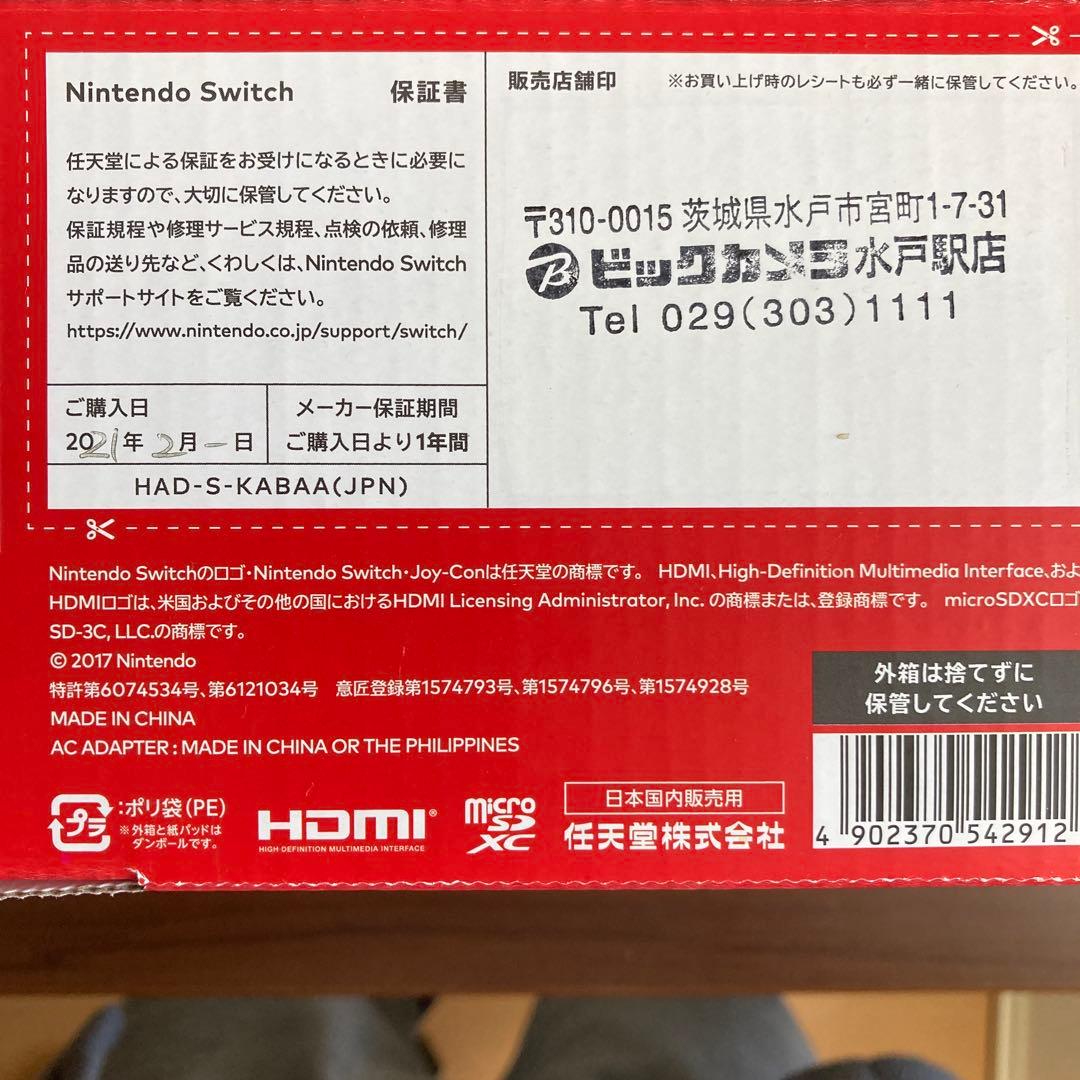 Nintendo Switch 保証書
任天堂による保証をお受けになるときに必要に
なりますので、大切に保管してください。
保証規程や修理サービス規程、点検の依頼、修理
品の送り先など、くわしくは、Nintendo Switch
サポートサイトをご覧ください。
https://www.nintendo.co.jp/support/switch/
ご購入日
2021年 2月 一 日
メーカー保証期間
ご購入日より1年間
HAD-S-KABAA(JPN)
販売店舗印 ※お買い上げ時のレシートも必ず一緒に保管してください。
〒310-0015 茨城県水戸市宮町1-7-31
B ビックカメラ水戸駅店
Tel 029(303)1111
Nintendo Switchのロゴ・Nintendo Switch・Joy-Conは任天堂の商標です。 HDMI、High-Definition Multimedia Interface、およ
HDMIロゴは、米国およびその他の国におけるHDMI Licensing Administrator, Inc. の商標または、登録商標です。 microSDXCロゴ
SD-3C, LLC.の商標です。
© 2017 Nintendo
特許第6074534号、第6121034号 意匠登録第1574793号、第1574796号、第1574928号
MADE IN CHINA
AC ADAPTER : MADE IN CHINA OR THE PHILIPPINES
外箱は捨てずに
保管してください
プラ :ポリ袋(PE)
※外箱と紙パッドは
ダンボールです。
HDMI
HIGH-DEFINITION MULTIMEDIA INTERFACE
micro
SD
XC
日本国内販売用
任天堂株式会社
4 902370 542912